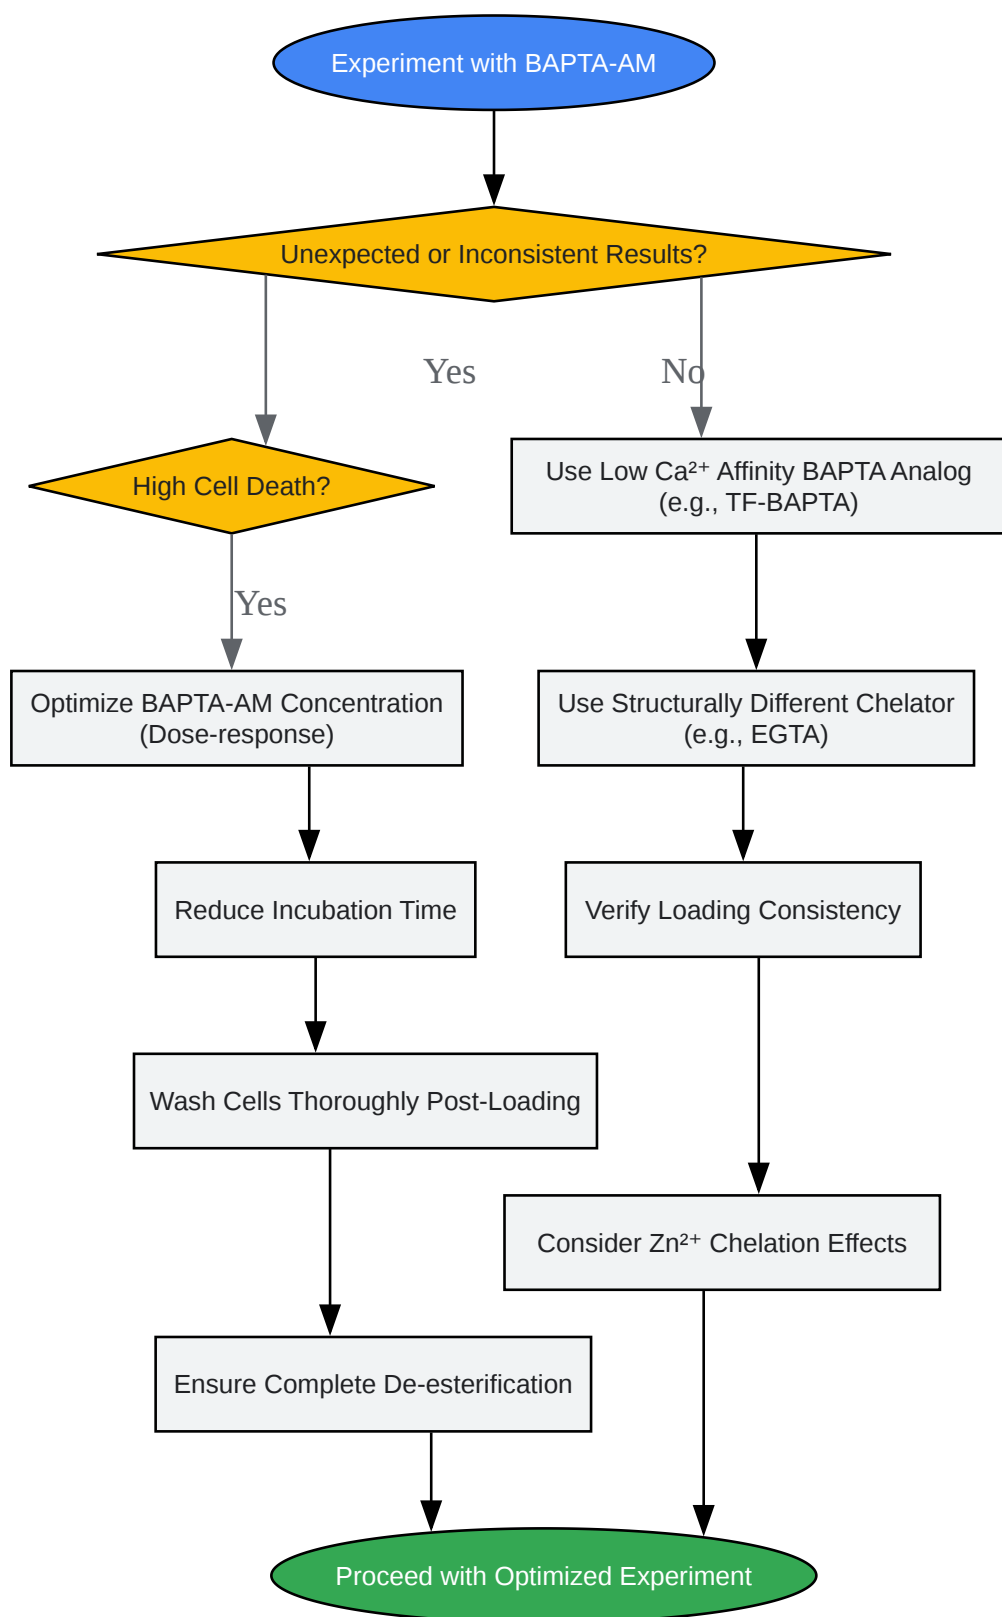 Experiment with BAPTA-AM
Unexpected or Inconsistent Results?
Yes
No
High Cell Death?
Use Low Ca²⁺ Affinity BAPTA Analog
(e.g., TF-BAPTA)
Yes
Optimize BAPTA-AM Concentration
(Dose-response)
Use Structurally Different Chelator
(e.g., EGTA)
Reduce Incubation Time
Verify Loading Consistency
Wash Cells Thoroughly Post-Loading
Consider Zn²⁺ Chelation Effects
Ensure Complete De-esterification
Proceed with Optimized Experiment